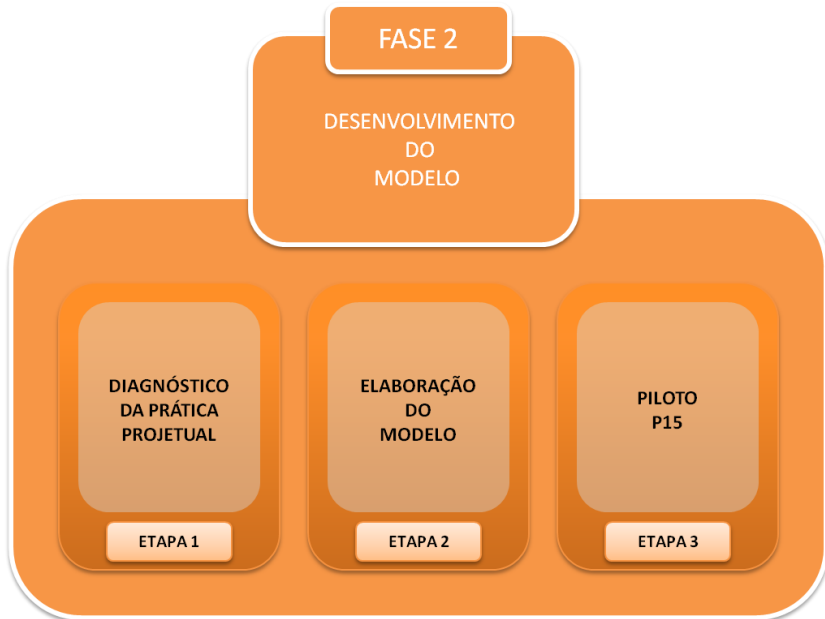 FASE 2
DESENVOLVIMENTO
DO
MODELO
DIAGNÓSTICO
DA PRÁTICA
PROJETUAL
ETAPA 1
ELABORAÇÃO
DO
MODELO
ETAPA 2
PILOTO
P15
ETAPA 3